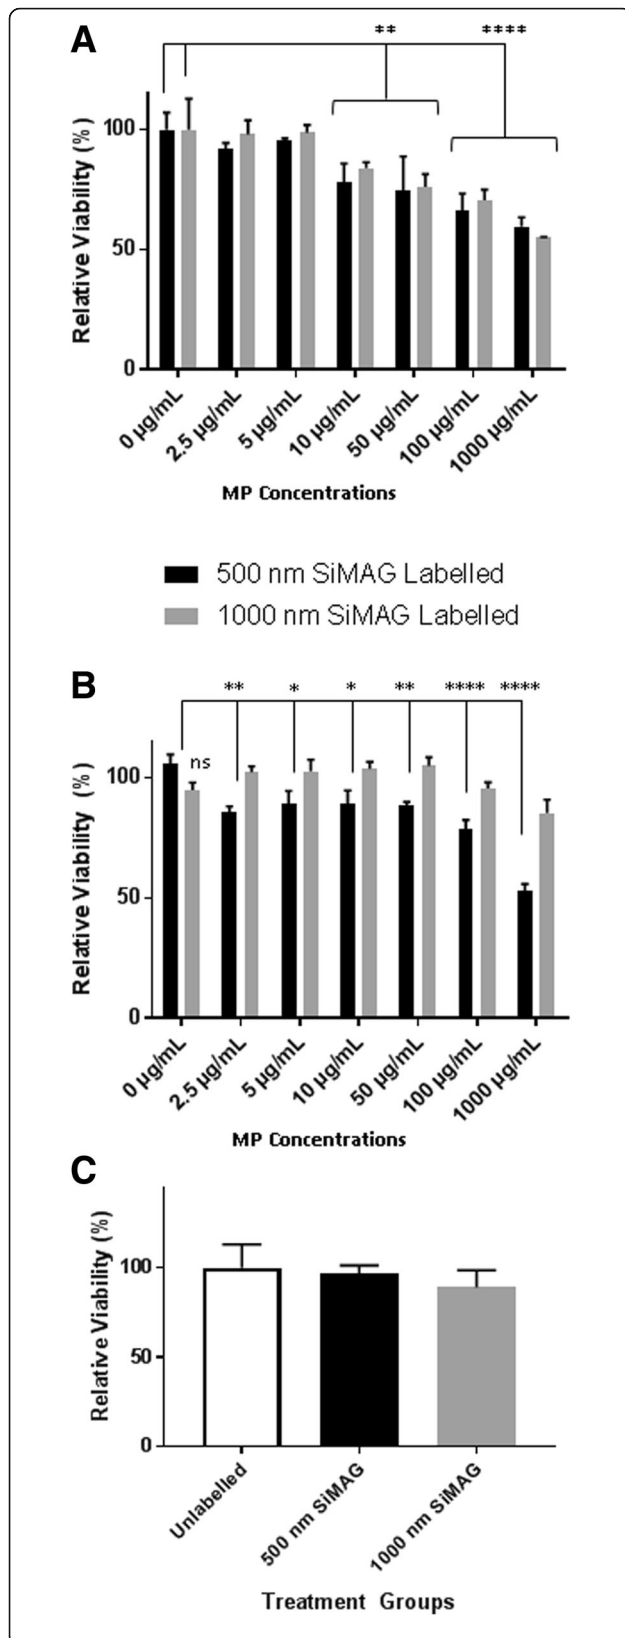 A
** ****
Relative Viability (%)
100
50
0
0 µg/mL
2.5 µg/mL
5 µg/mL
10 µg/mL
50 µg/mL
100 µg/mL
1000 µg/mL
MP Concentrations
500 nm SiMAG Labelled
1000 nm SiMAG Labelled
B
** * * ** **** ****
ns
Relative Viability (%)
100
50
0
0 µg/mL
2.5 µg/mL
5 µg/mL
10 µg/mL
50 µg/mL
100 µg/mL
1000 µg/mL
MP Concentrations
C
Relative Viability (%)
100
50
0
Unlabelled
500 nm SiMAG
1000 nm SiMAG
Treatment Groups